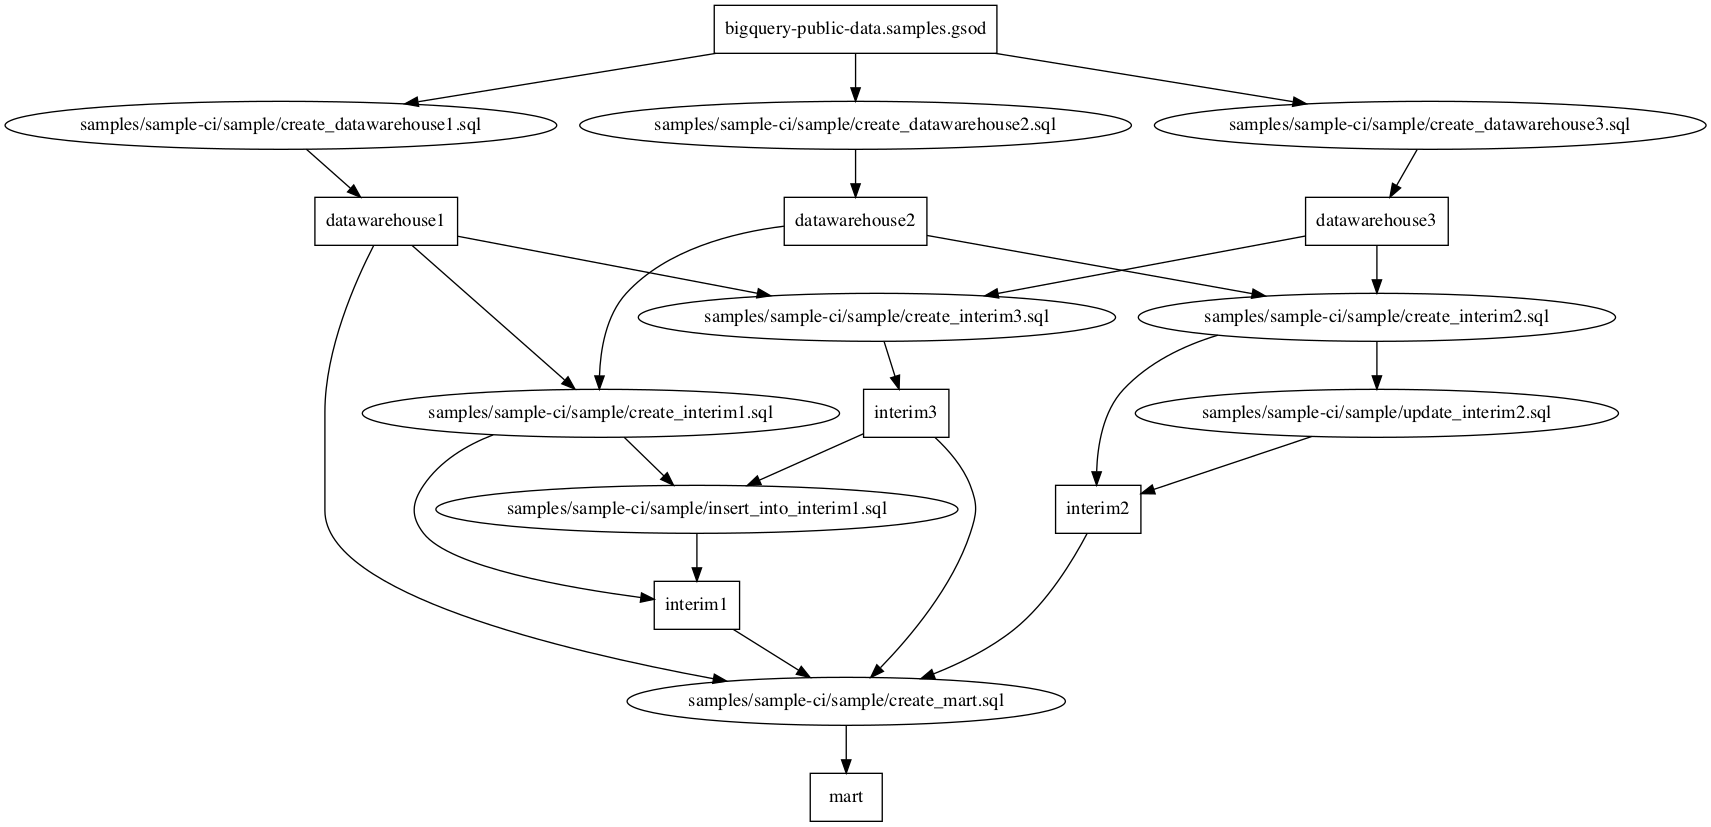 bigquery-public-data.samples.gsod
samples/sample-ci/sample/create_datawarehouse1.sql
samples/sample-ci/sample/create_datawarehouse2.sql
samples/sample-ci/sample/create_datawarehouse3.sql
datawarehouse1
datawarehouse2
datawarehouse3
samples/sample-ci/sample/create_interim3.sql
samples/sample-ci/sample/create_interim2.sql
samples/sample-ci/sample/create_interim1.sql
interim3
samples/sample-ci/sample/update_interim2.sql
samples/sample-ci/sample/insert_into_interim1.sql
interim2
interim1
samples/sample-ci/sample/create_mart.sql
mart